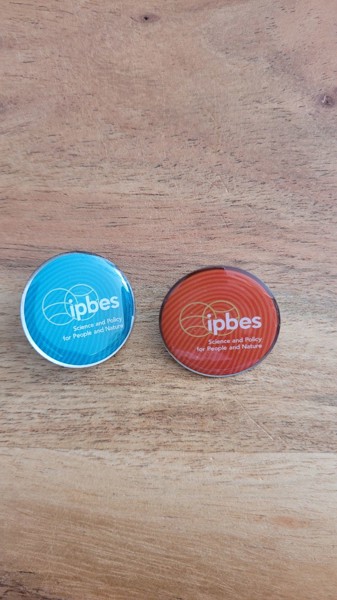 ipbes
Science and Policy
for People and Nature
ipbes
Science and Policy
for People and Nature